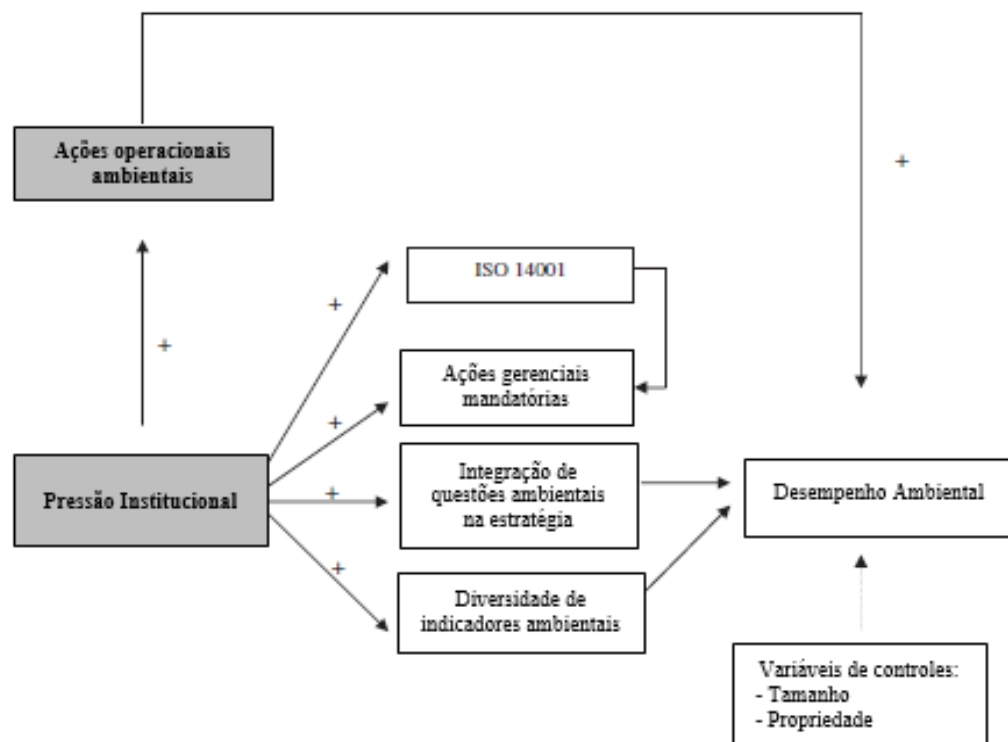 Ações operacionais
ambientais
+
+
ISO 14001
+
Ações gerenciais
mandatórias
+
Pressão Institucional
+
Integração de
questões ambientais
na estratégia
Desempenho Ambiental
+
Diversidade de
indicadores ambientais
Variáveis de controles:
- Tamanho
- Propriedade